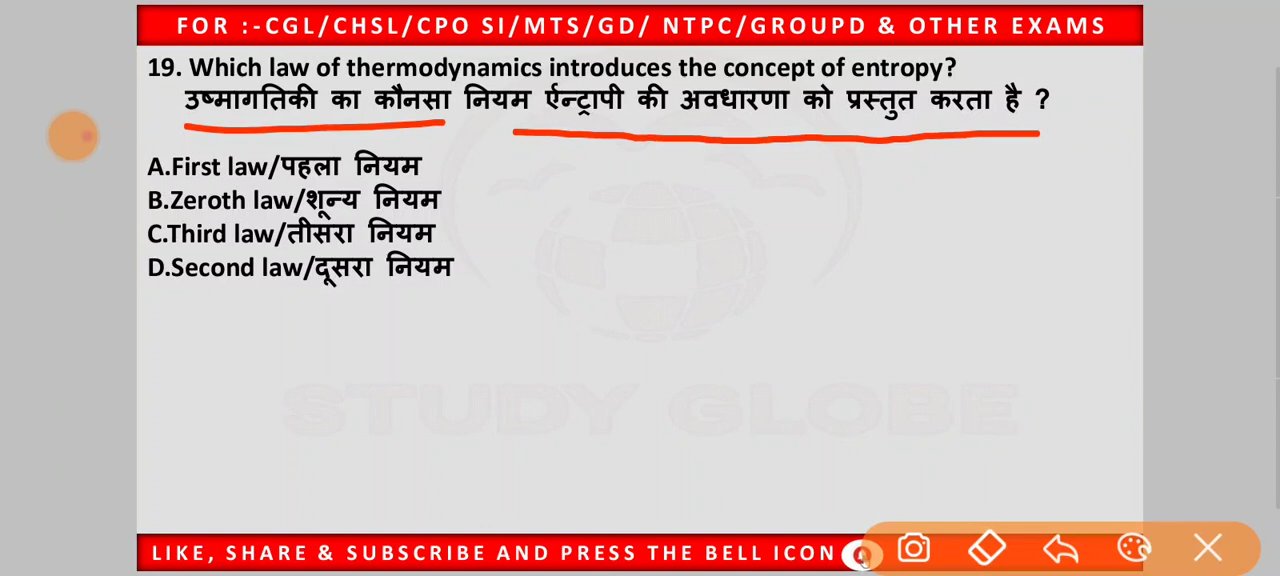 FOR :-CGL/CHSL/CPO SI/MTS/GD/ NTPC/GROUPD & OTHER EXAMS
19. Which law of thermodynamics introduces the concept of entropy?
उष्मागतिकी का कौनसा नियम र्ऐन्ट्रापी की अवधारणा को प्रस्तुत करता है ?
A.First law/पहला नियम
B.Zeroth law/शून्य नियम
C.Third law/तीसरा नियम
D.Second law/दूसरा नियम
STUDY GLOBE
LIKE, SHARE & SUBSCRIBE AND PRESS THE BELL ICON